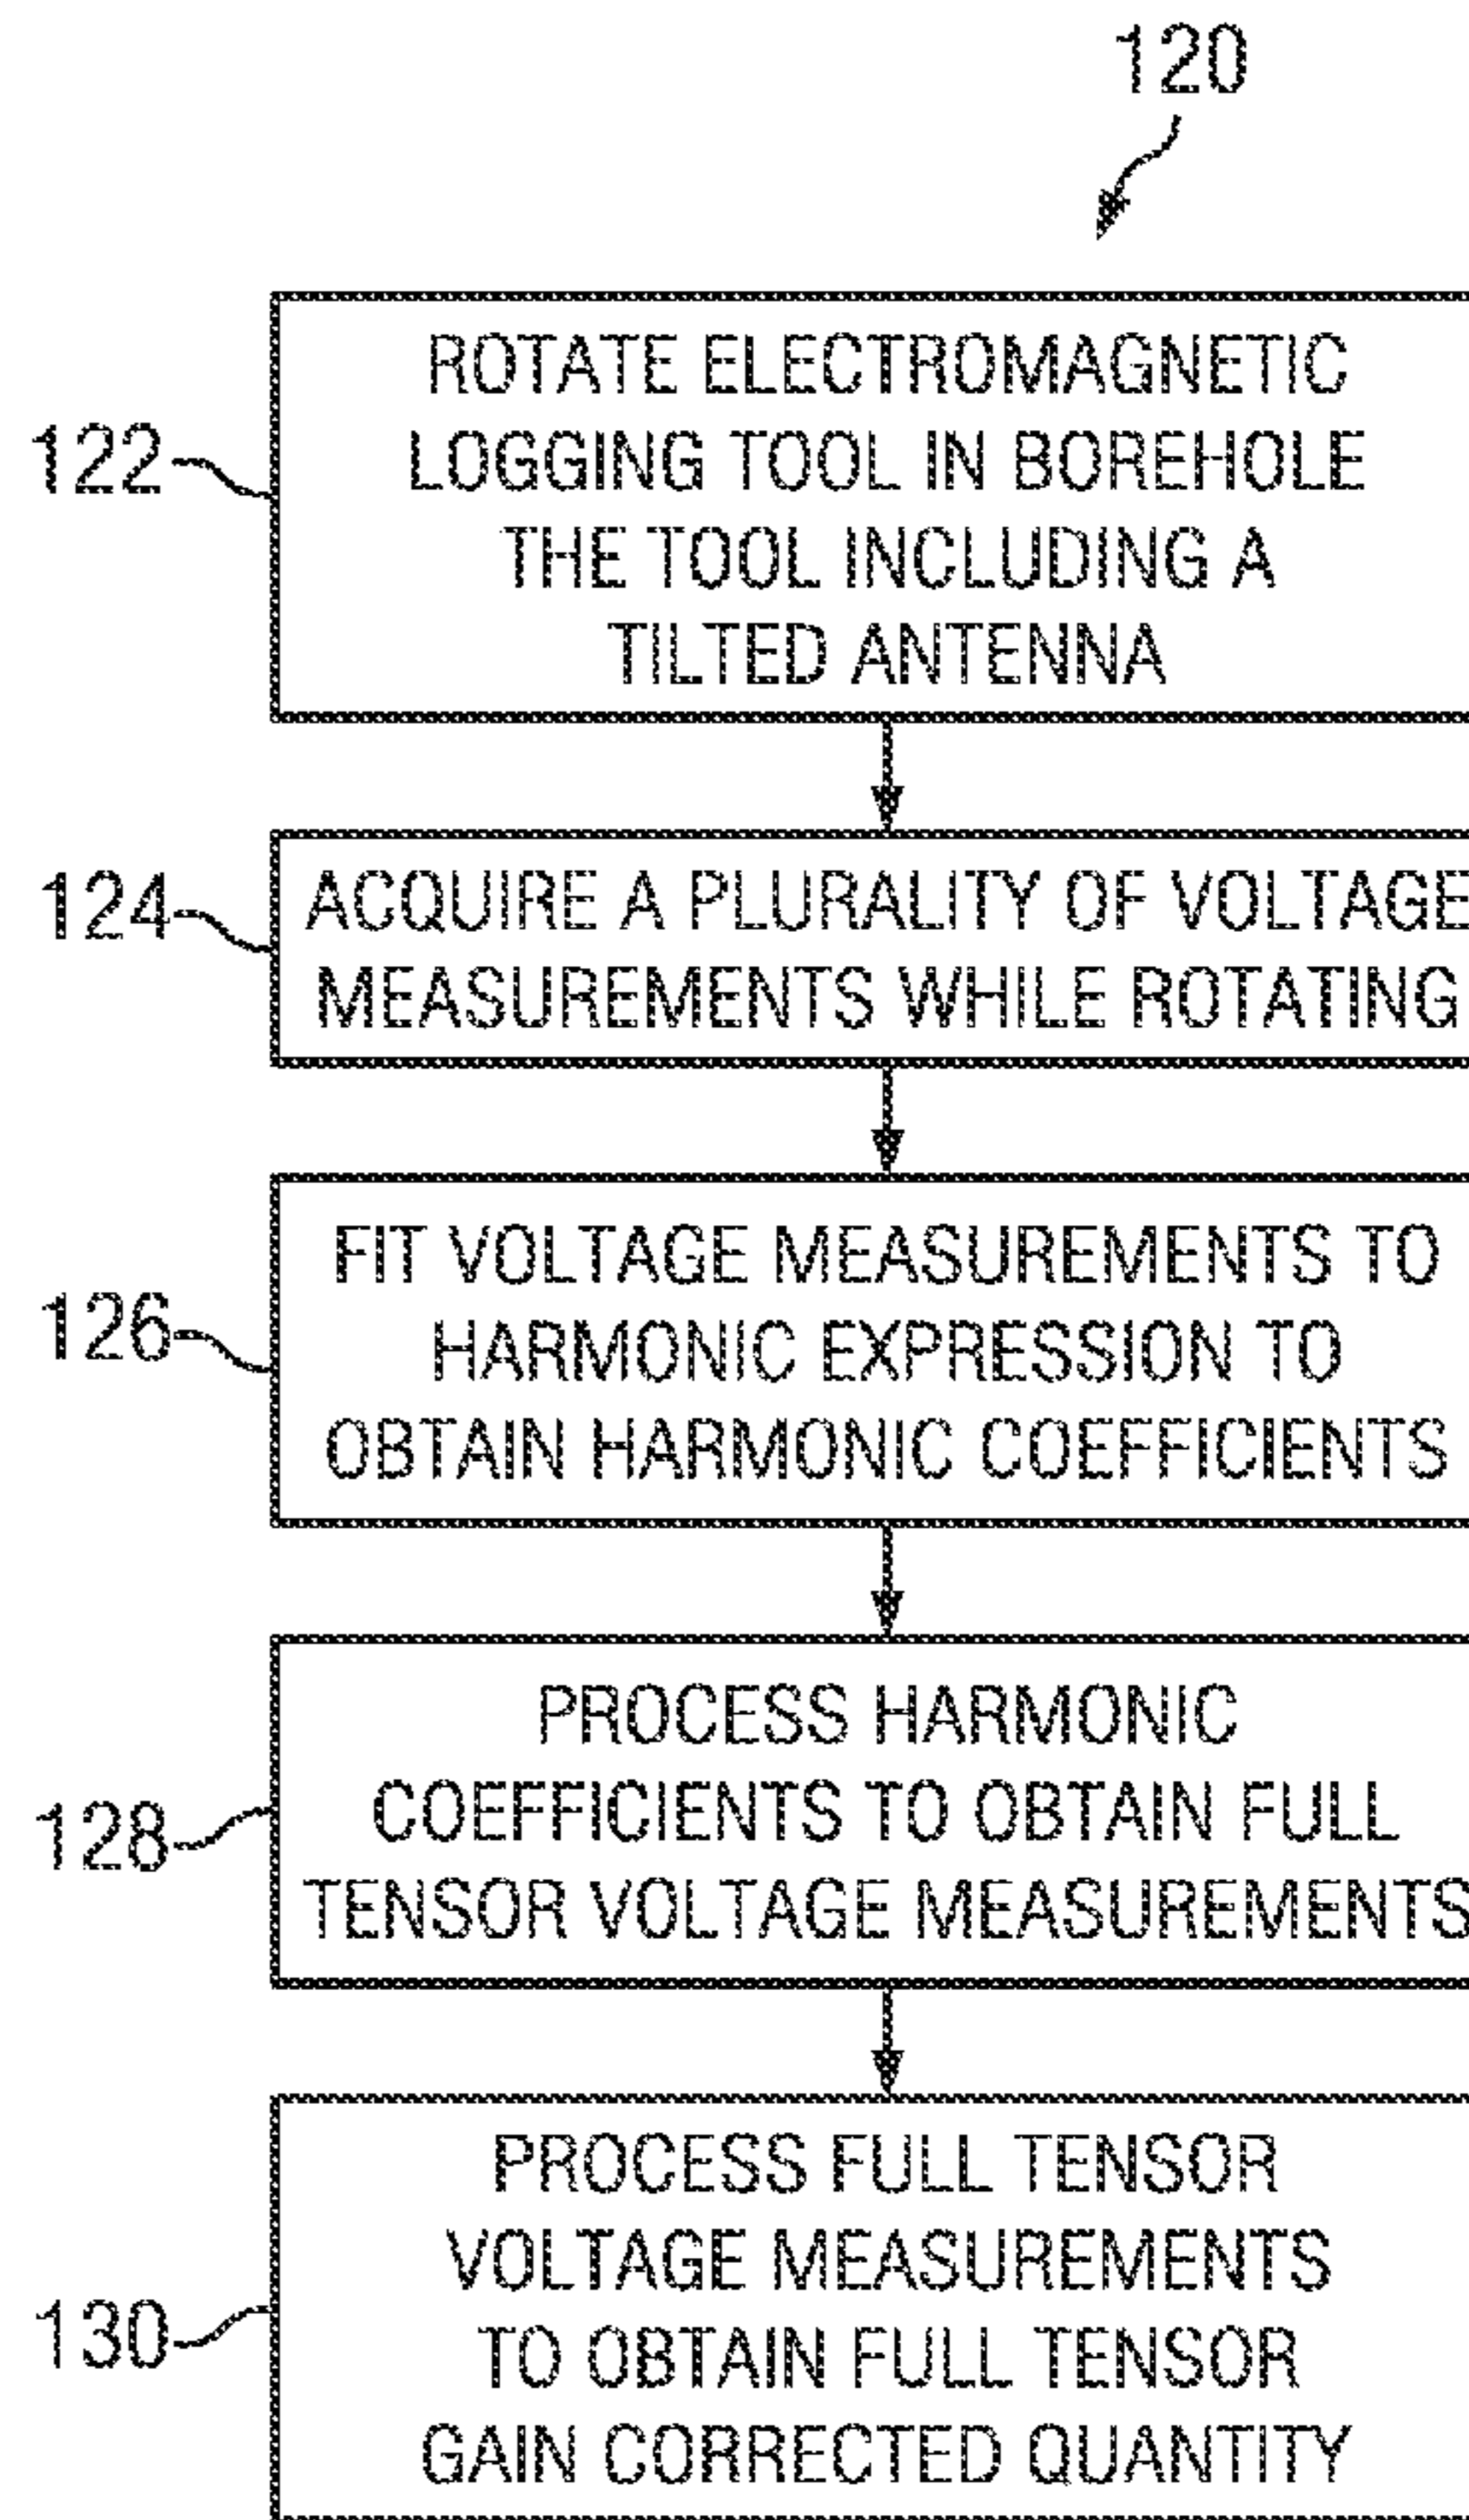 120
122
ROTATE ELECTROMAGNETIC
LOGGING TOOL IN BOREHOLE
THE TOOL INCLUDING A
TILTED ANTENNA
124
ACQUIRE A PLURALITY OF VOLTAGE
MEASUREMENTS WHILE ROTATING
126
FIT VOLTAGE MEASUREMENTS TO
HARMONIC EXPRESSION TO
OBTAIN HARMONIC COEFFICIENTS
128
PROCESS HARMONIC
COEFFICIENTS TO OBTAIN FULL
TENSOR VOLTAGE MEASUREMENTS
130
PROCESS FULL TENSOR
VOLTAGE MEASUREMENTS
TO OBTAIN FULL TENSOR
GAIN CORRECTED QUANTITY